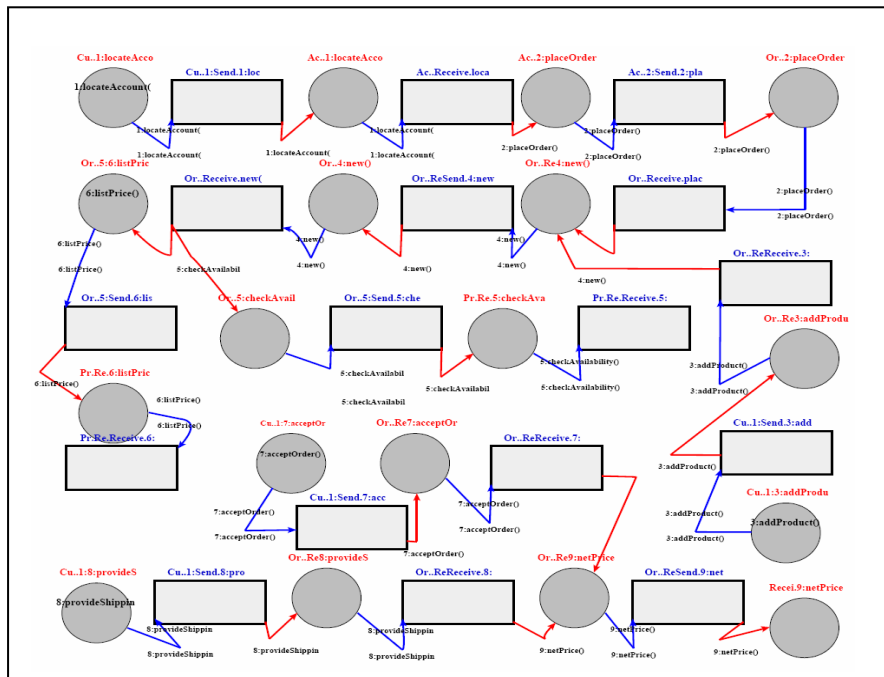 Cu..1:locateAcco
Ac..1:locateAcco
Ac..2:placeOrder
Or..2:placeOrder
Cu..1:Send.1:loc
Ac..Receive.loca
Ac..2:Send.2:pla
1:locateAccount(
1:locateAccount(
1:locateAccount(
2:placeOrder()
2:placeOrder()
1:locateAccount(
1:locateAccount(
1:locateAccount(
2:placeOrder()
2:placeOrder()
Or..5:6:listPric
Or..Receive.new(
Or..4:new()
Or..ReSend.4:new
Or..Re4:new()
Or..Receive.plac
6:listPrice()
2:placeOrder()
2:placeOrder()
6:listPrice()
4:new()
4:new()
6:listPrice()
5:checkAvailabil
4:new()
4:new()
4:new()
4:new()
Or..ReReceive.3:
Or..5:Send.6:lis
Or..5:checkAvail
Or..5:Send.5:che
Pr.Re.5:checkAva
Pr.Re.Receive.5:
Or..Re3:addProdu
5:checkAvailability()
3:addProduct()
3:addProduct()
5:checkAvailabil
5:checkAvailabil
5:checkAvailability()
6:listPrice()
Pr.Re.6:listPric
6:listPrice()
5:checkAvailabil
6:listPrice()
Cu..1:7:acceptOr
Or..Re7:acceptOr
Cu..1:Send.3:add
Pr.Re.Receive.6:
Or..ReReceive.7:
7:acceptOrder()
3:addProduct()
Cu..1:3:addProdu
Cu..1:Send.7:acc
7:acceptOrder()
7:acceptOrder()
3:addProduct()
3:addProduct()
3:addProduct()
7:acceptOrder()
7:acceptOrder()
7:acceptOrder()
Or..Re8:provideS
Or..Re9:netPrice
Cu..1:8:provideS
Cu..1:Send.8:pro
Or..ReReceive.8:
Or..ReSend.9:net
Recei.9:netPrice
8:provideShippin
8:provideShippin
8:provideShippin
9:netPrice()
8:provideShippin
8:provideShippin
8:provideShippin
9:netPrice()
9:netPrice()
9:netPrice()